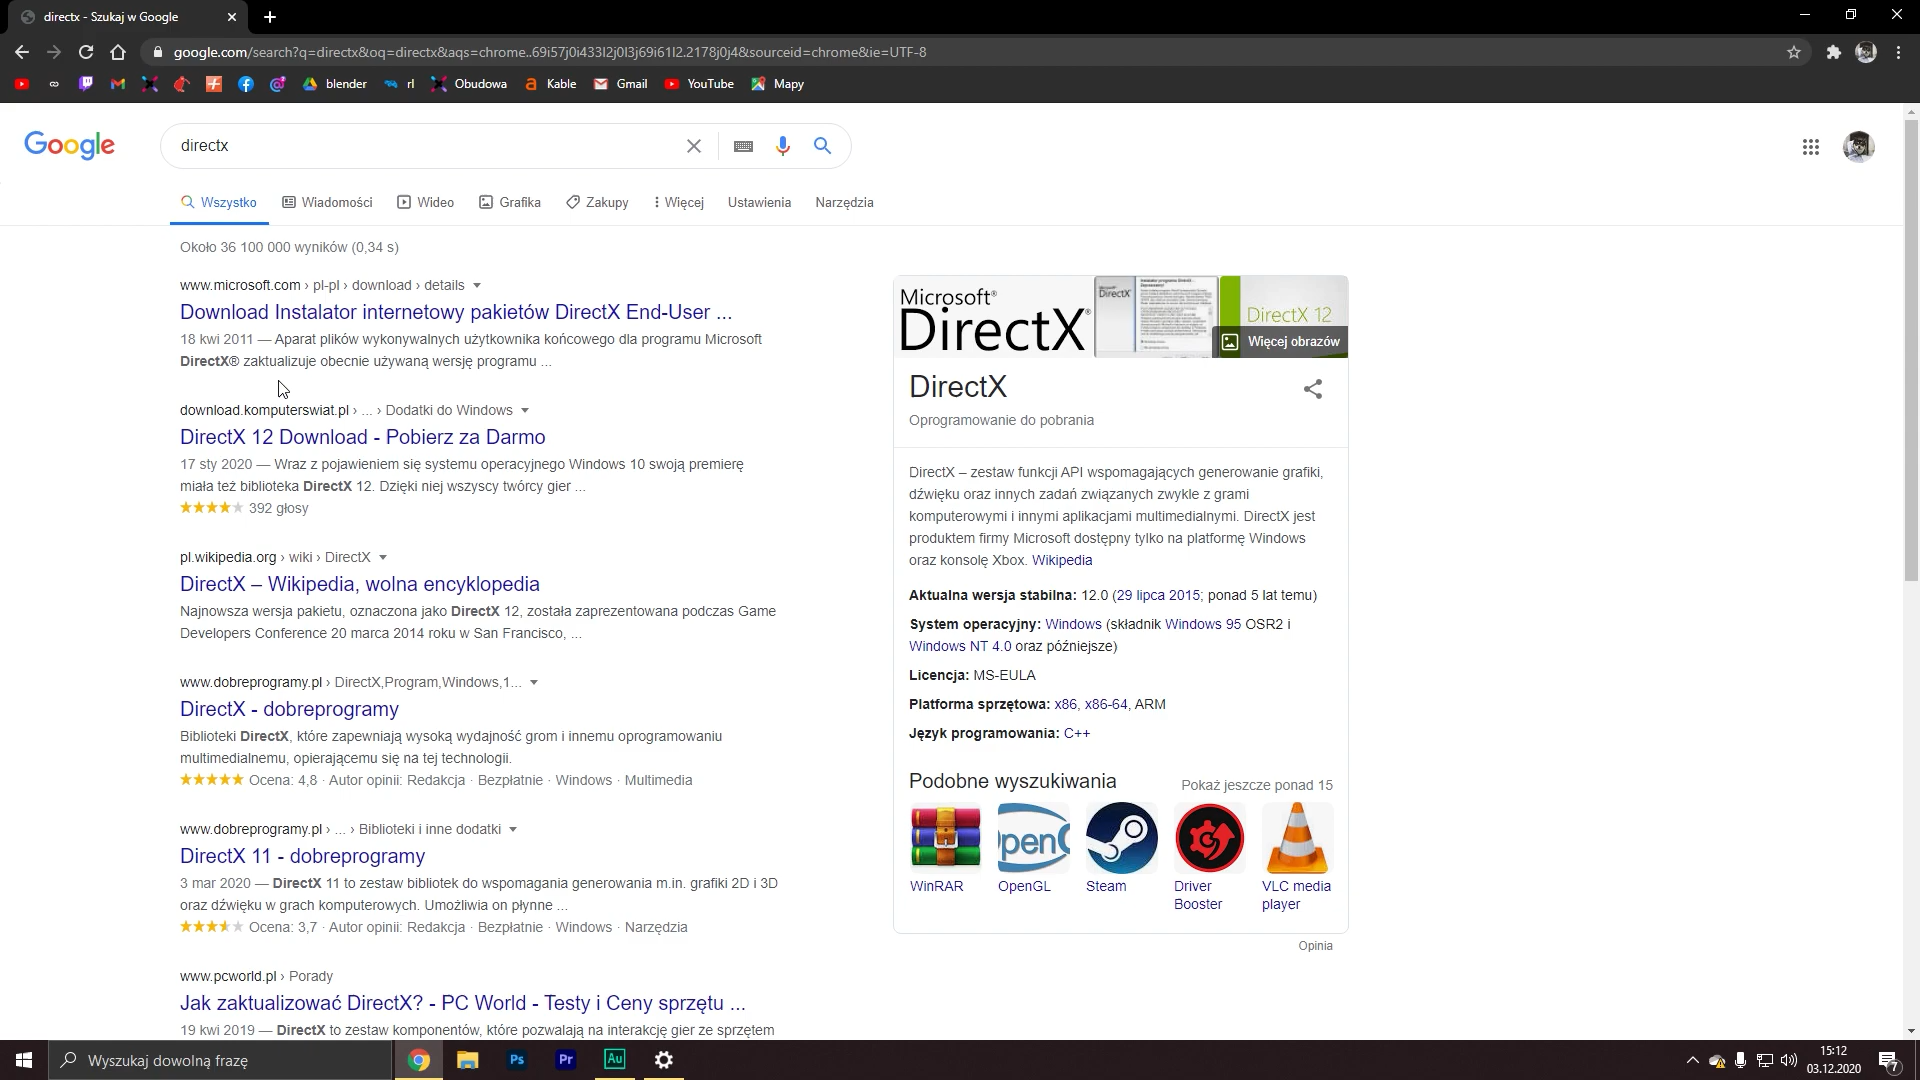 directx - Szukaj w Google
google.com/search?q=directx&oq=directx&aqs=chrome..69i57j0i433l2j0l3j69i61l2.2178j0j4&sourceid=chrome&ie=UTF-8
blender rl Obudowa Kable Gmail YouTube Mapy
Google
directx
Wszystko Wiadomości Wideo Grafika Zakupy Więcej Ustawienia Narzędzia
Około 36 100 000 wyników (0,34 s)
www.microsoft.com › pl-pl › download › details
Download Instalator internetowy pakietów DirectX End-User ...
18 kwi 2011 — Aparat plików wykonywalnych użytkownika końcowego dla programu Microsoft
DirectX® zaktualizuje obecnie używaną wersję programu ...
download.komputerswiat.pl › ... › Dodatki do Windows
DirectX 12 Download - Pobierz za Darmo
17 sty 2020 — Wraz z pojawieniem się systemu operacyjnego Windows 10 swoją premierę
miała też biblioteka DirectX 12. Dzięki niej wszyscy twórcy gier ...
392 głosy
pl.wikipedia.org › wiki › DirectX
DirectX – Wikipedia, wolna encyklopedia
Najnowsza wersja pakietu, oznaczona jako DirectX 12, została zaprezentowana podczas Game
Developers Conference 20 marca 2014 roku w San Francisco, ...
www.dobreprogramy.pl › DirectX,Program,Windows,1...
DirectX - dobreprogramy
Biblioteki DirectX, które zapewniają wysoką wydajność grom i innemu oprogramowaniu
multimedialnemu, opierającemu się na tej technologii.
Ocena: 4,8 · Autor opinii: Redakcja · Bezpłatnie · Windows · Multimedia
www.dobreprogramy.pl › ... › Biblioteki i inne dodatki
DirectX 11 - dobreprogramy
3 mar 2020 — DirectX 11 to zestaw bibliotek do wspomagania generowania m.in. grafiki 2D i 3D
oraz dźwięku w grach komputerowych. Umożliwia on płynne ...
Ocena: 3,7 · Autor opinii: Redakcja · Bezpłatnie · Windows · Narzędzia
www.pcworld.pl › Porady
Jak zaktualizować DirectX? - PC World - Testy i Ceny sprzętu ...
19 kwi 2019 — DirectX to zestaw komponentów, które pozwalają na interakcję gier ze sprzętem
Microsoft®
DirectX®
DirectX
DirectX 12
Więcej obrazów
DirectX
Oprogramowanie do pobrania
DirectX – zestaw funkcji API wspomagających generowanie grafiki,
dźwięku oraz innych zadań związanych zwykle z grami
komputerowymi i innymi aplikacjami multimedialnymi. DirectX jest
produktem firmy Microsoft dostępny tylko na platformę Windows
oraz konsolę Xbox. Wikipedia
Aktualna wersja stabilna: 12.0 (29 lipca 2015; ponad 5 lat temu)
System operacyjny: Windows (składnik Windows 95 OSR2 i
Windows NT 4.0 oraz późniejsze)
Licencja: MS-EULA
Platforma sprzętowa: x86, x86-64, ARM
Język programowania: C++
Podobne wyszukiwania Pokaż jeszcze ponad 15
WinRAR OpenGL Steam Driver Booster VLC media player
Opinia
Wyszukaj dowolną frazę
Ps Pr Au
15:12
03.12.2020
7